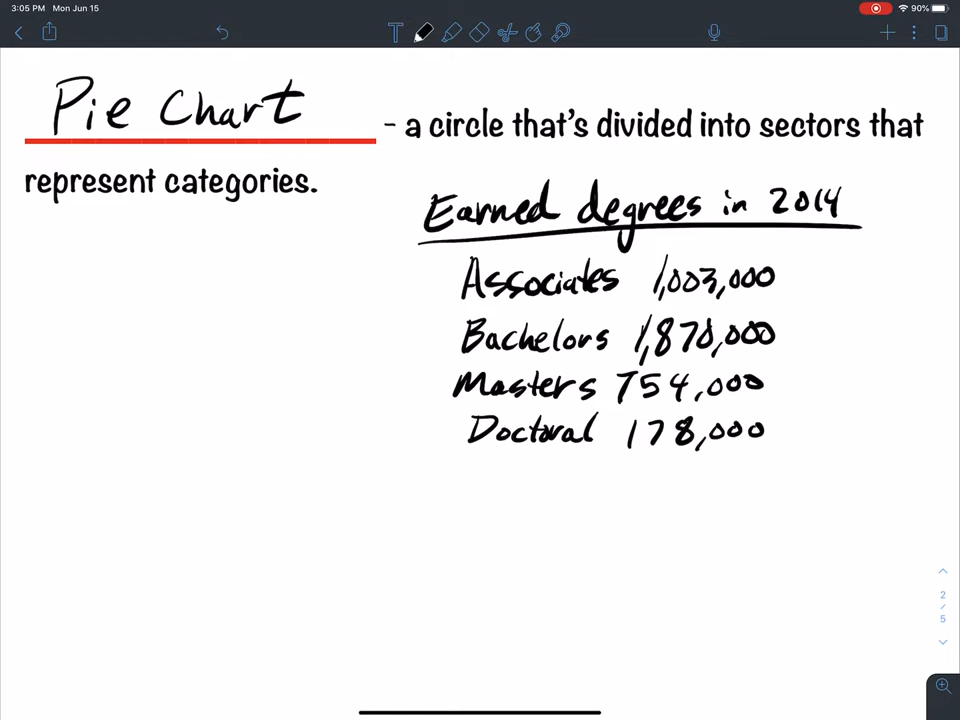 3:05 PM Mon Jun 15
90%
Pie Chart - a circle that's divided into sectors that
represent categories.
Earned degrees in 2014
Associates 1,003,000
Bachelors 1,870,000
Masters 754,000
Doctoral 178,000
2
/
5